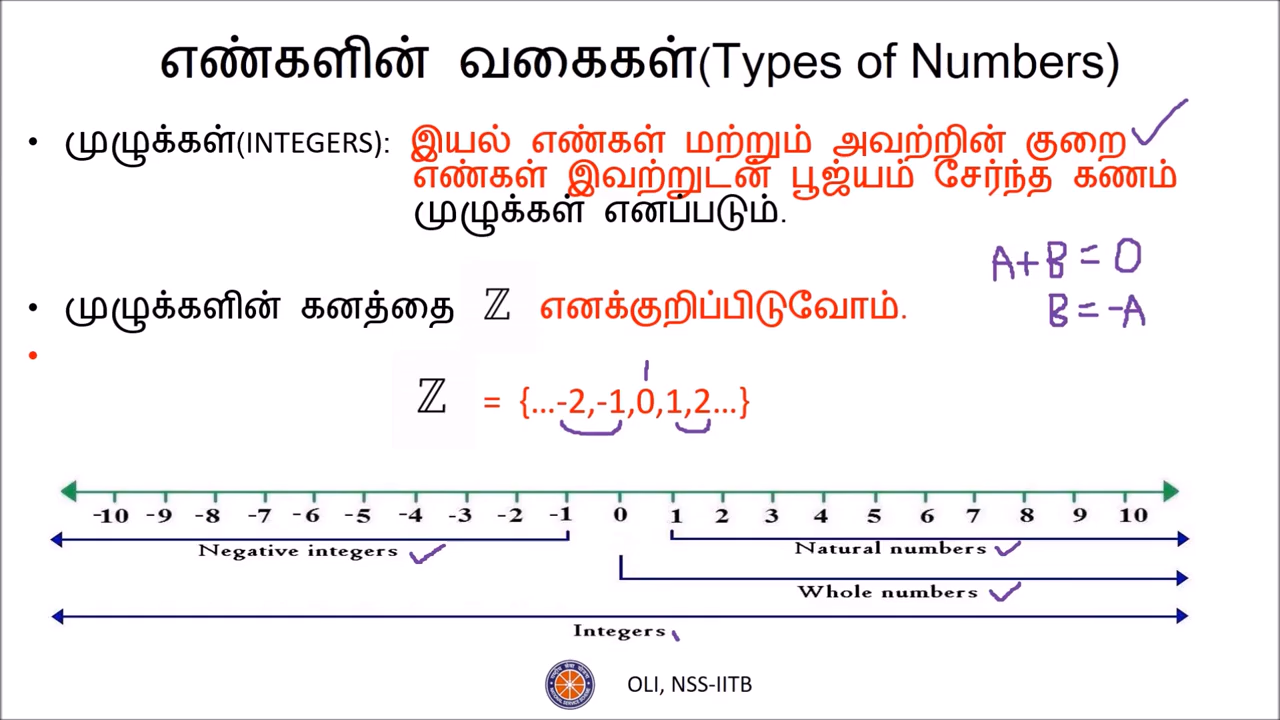 எண்களின் வகைகள்(Types of Numbers)
• முழுக்கள்(INTEGERS): இயல் எண்கள் மற்றும் அவற்றின் குறை
எண்கள் இவற்றுடன் பூஜ்யம் சேர்ந்த கணம்
முழுக்கள் எனப்படும்.
A+B=0
B=-A
• முழுக்களின் கனத்தை ℤ எனக்குறிப்பிடுவோம்.
•
ℤ = {...-2,-1,0,1,2...}
-10 -9 -8 -7 -6 -5 -4 -3 -2 -1 0 1 2 3 4 5 6 7 8 9 10
Negative integers Natural numbers
Whole numbers
Integers
OLI, NSS-IITB